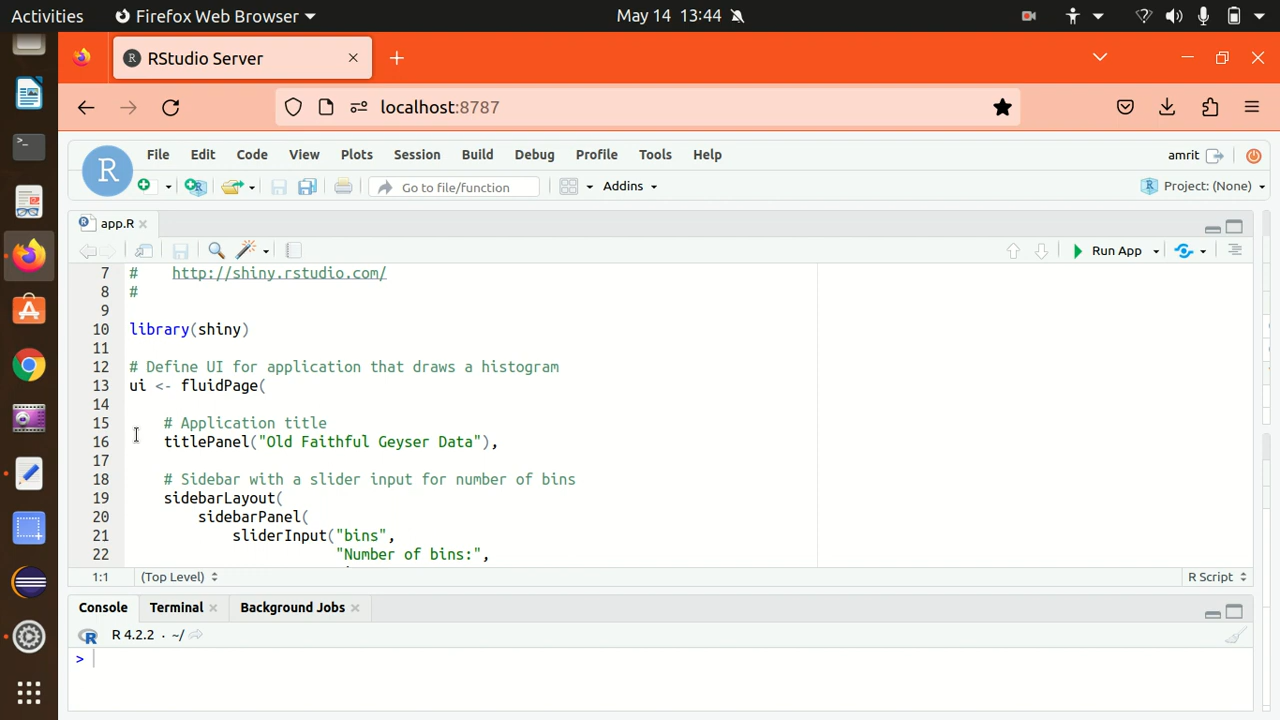 Activities Firefox Web Browser May 14 13:44
R RStudio Server
localhost:8787
R File Edit Code View Plots Session Build Debug Profile Tools Help amrit
Go to file/function Addins R Project: (None)
app.R
Run App
7 # http://shiny.rstudio.com/
8 #
9
10 library(shiny)
11
12 # Define UI for application that draws a histogram
13 ui <- fluidPage(
14
15 # Application title
16 titlePanel("Old Faithful Geyser Data"),
17
18 # Sidebar with a slider input for number of bins
19 sidebarLayout(
20 sidebarPanel(
21 sliderInput("bins",
22 "Number of bins:",
1:1 (Top Level) R Script
Console Terminal Background Jobs
R R 4.2.2 · ~/
>